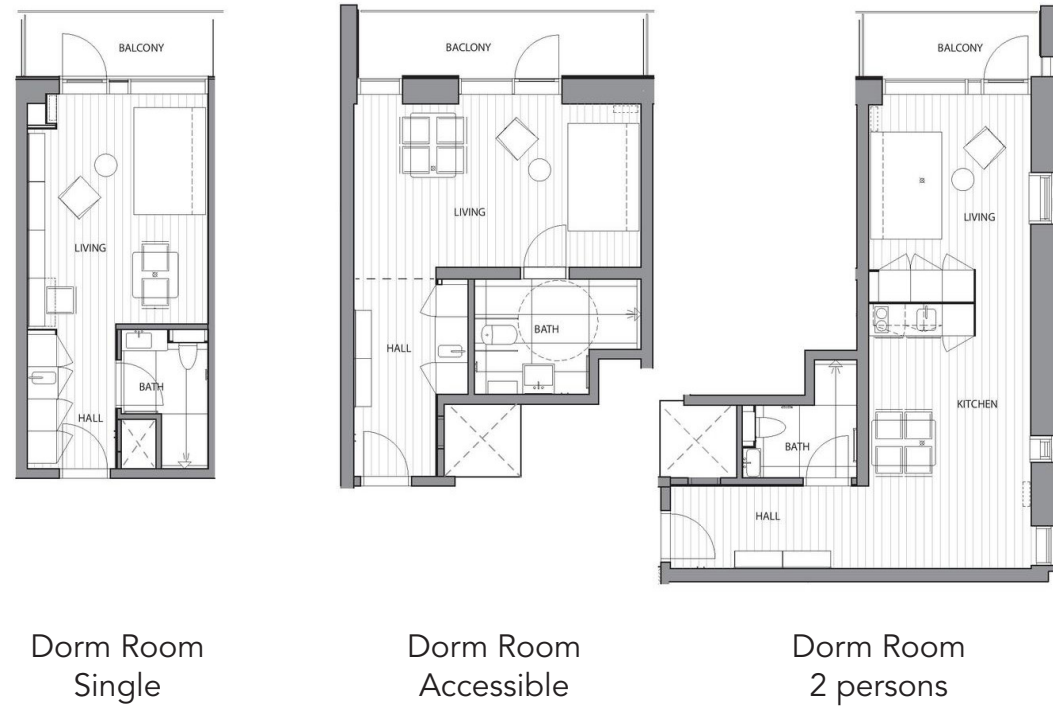 BALCONY
LIVING
BATH
HALL
BACLONY
LIVING
HALL
BATH
BALCONY
LIVING
KITCHEN
BATH
HALL
Dorm Room
Single
Dorm Room
Accessible
Dorm Room
2 persons